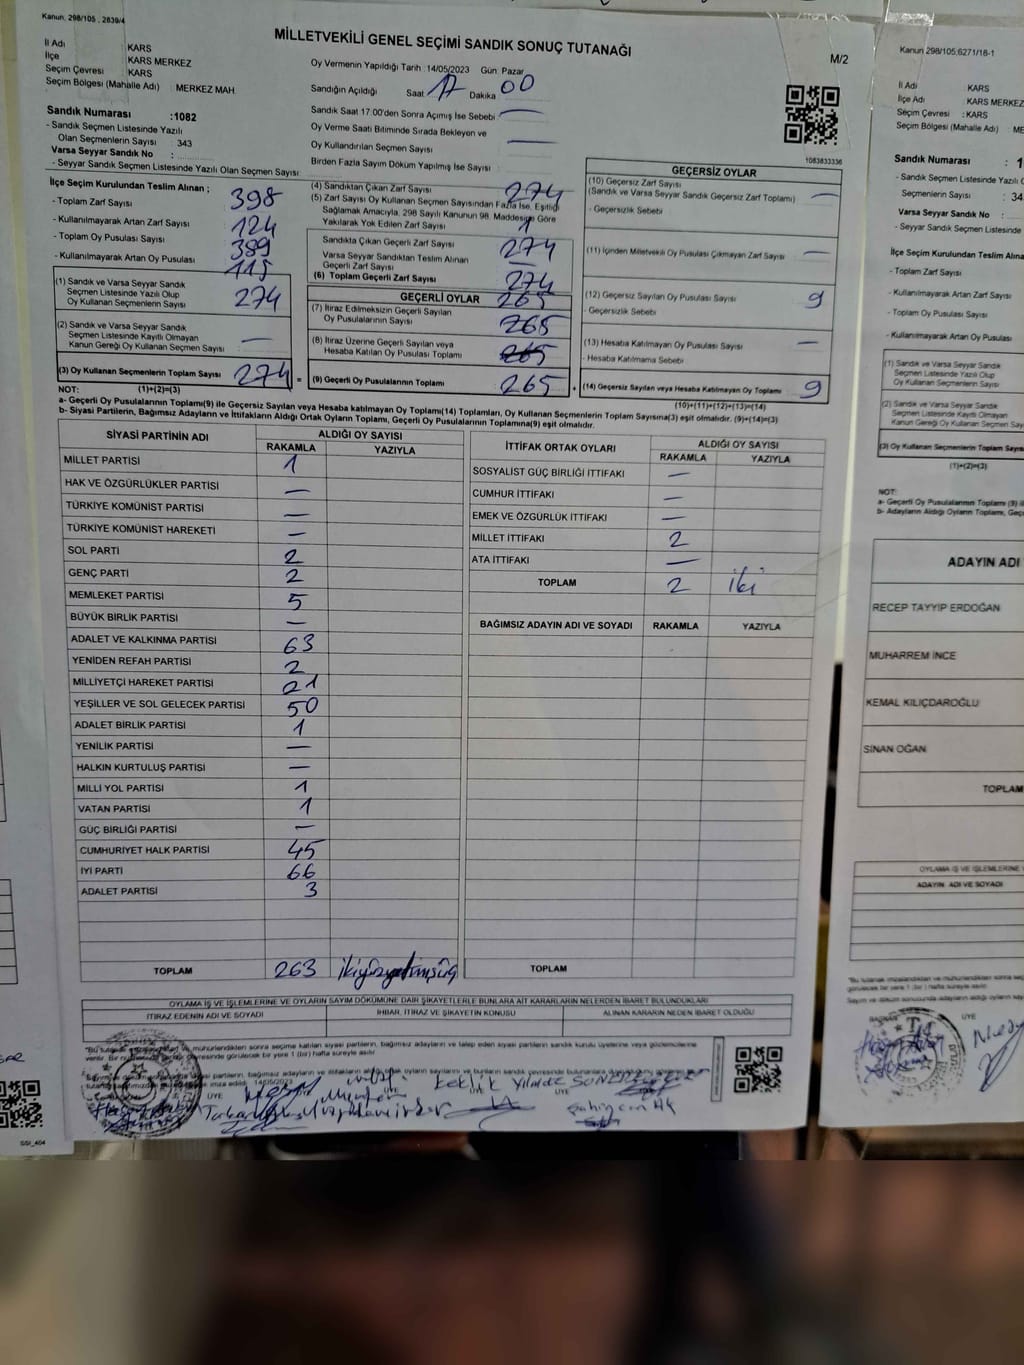 Kanun, 298/105 , 2839/4
MİLLETVEKİLİ GENEL SEÇİMİ SANDIK SONUÇ TUTANAĞI
M/2
İl Adı : KARS
İlçe : KARS MERKEZ
Seçim Çevresi : KARS
Seçim Bölgesi (Mahalle Adı) : MERKEZ MAH
Oy Vermenin Yapıldığı Tarih :14/05/2023 Gün Pazar
Sandığın Açıldığı Saat 17 Dakika 00
Sandık Numarası :1082
- Sandık Seçmen Listesinde Yazılı
Olan Seçmenlerin Sayısı : 343
Varsa Seyyar Sandık No :
- Seyyar Sandık Seçmen Listesinde Yazılı Olan Seçmen Sayısı :
Sandık Saat 17:00'den Sonra Açımış İse Sebebi —
Oy Verme Saati Bitiminde Sırada Bekleyen ve
Oy Kullandırılan Seçmen Sayısı : —
Birden Fazla Sayım Döküm Yapılmış İse Sayısı :
1083833336
İlçe Seçim Kurulundan Teslim Alınan ;
- Toplam Zarf Sayısı : 398
- Kullanılmayarak Artan Zarf Sayısı : 124
- Toplam Oy Pusulası Sayısı : 389
- Kullanılmayarak Artan Oy Pusulası : 115
(1) Sandık ve Varsa Seyyar Sandık
Seçmen Listesinde Yazılı Olup
Oy Kullanan Seçmenlerin Sayısı : 274
(2) Sandık ve Varsa Seyyar Sandık
Seçmen Listesinde Kayıtlı Olmayan
Kanun Gereği Oy Kullanan Seçmen Sayısı : —
(3) Oy Kullanan Seçmenlerin Toplam Sayısı : 274
(1)+(2)=(3)
(4) Sandıktan Çıkan Zarf Sayısı 274
(5) Zarf Sayısı Oy Kullanan Seçmen Sayısından Fazla İse, Eşitliği
Sağlamak Amacıyla, 298 Sayılı Kanunun 98. Maddesine Göre
Yakılarak Yok Edilen Zarf Sayısı :
Sandıkta Çıkan Geçerli Zarf Sayısı 274
Varsa Seyyar Sandıktan Teslim Alınan
Geçerli Zarf Sayısı : —
(6) Toplam Geçerli Zarf Sayısı : 274
GEÇERLİ OYLAR 265
(7) İtiraz Edilmeksizin Geçerli Sayılan
Oy Pusulalarının Sayısı : 265
(8) İtiraz Üzerine Geçerli Sayılan veya
Hesaba Katılan Oy Pusulası Toplamı 265
= (9) Geçerli Oy Pusulalarının Toplamı : 265
GEÇERSİZ OYLAR
(10) Geçersiz Zarf Sayısı
(Sandık ve Varsa Seyyar Sandık Geçersiz Zarf Toplamı) —
- Geçersizlik Sebebi
(11) İçinden Milletvekili Oy Pusulası Çıkmayan Zarf Sayısı —
(12) Geçersiz Sayılan Oy Pusulası Sayısı : 9
- Geçersizlik Sebebi :
(13) Hesaba Katılmayan Oy Pusulası Sayısı : —
- Hesaba Katılmama Sebebi
+ (14) Geçersiz Sayılan veya Hesaba Katılmayan Oy Toplamı : 9
(10)+(11)+(12)+(13)=(14)
NOT:
a- Geçerli Oy Pusulaları Toplamı(9) ile Geçersiz Sayılan veya Hesaba katılmayan Oy Toplamı(14) Toplamları, Oy Kullanan Seçmenlerin Toplam Sayısına(3) eşit olmalıdır. (9)+(14)=(3)
b- Siyasi Partilerin, Bağımsız Adayların ve İttifakların Aldığı Ortak Oyların Toplamı, Geçerli Oy Pusulalarının Toplamına(9) eşit olmalıdır.
SİYASİ PARTİNİN ADI ALDIĞI OY SAYISI
RAKAMLA YAZIYLA
MİLLET PARTİSİ 1
HAK VE ÖZGÜRLÜKLER PARTİSİ —
TÜRKİYE KOMÜNİST PARTİSİ —
TÜRKİYE KOMÜNİST HAREKETİ —
SOL PARTİ 2
GENÇ PARTİ 2
MEMLEKET PARTİSİ 5
BÜYÜK BİRLİK PARTİSİ —
ADALET VE KALKINMA PARTİSİ 63
YENİDEN REFAH PARTİSİ 2
MİLLİYETÇİ HAREKET PARTİSİ 21
YEŞİLLER VE SOL GELECEK PARTİSİ 50
ADALET BİRLİK PARTİSİ 1
YENİLİK PARTİSİ —
HALKIN KURTULUŞ PARTİSİ —
MİLLİ YOL PARTİSİ 1
VATAN PARTİSİ 1
GÜÇ BİRLİĞİ PARTİSİ —
CUMHURİYET HALK PARTİSİ 45
İYİ PARTİ 66
ADALET PARTİSİ 3
TOPLAM 263
İTTİFAK ORTAK OYLARI ALDIĞI OY SAYISI
RAKAMLA YAZIYLA
SOSYALİST GÜÇ BİRLİĞİ İTTİFAKI —
CUMHUR İTTİFAKI —
EMEK VE ÖZGÜRLÜK İTTİFAKI —
MİLLET İTTİFAKI 2
ATA İTTİFAKI —
TOPLAM 2 iki
BAĞIMSIZ ADAYIN ADI VE SOYADI RAKAMLA YAZIYLA
TOPLAM
OYLAMA İŞ VE İŞLEMLERİNE VE OYLARIN SAYIM DÖKÜMÜNE DAİR ŞİKAYETLERLE BUNLARA AİT KARARLARIN NELERDEN İBARET BULUNDUKLARI
İTİRAZ EDENİN ADI VE SOYADI İHBAR, İTİRAZ VE ŞİKAYETİN KONUSU ALINAN KARARIN NEDEN İBARET OLDUĞU
14/05/2023
ÜYE
ÜYE
ÜYE
Keklik Yılmaz SONER
SSI_404
Kanun 298/105;6271/18-1
İl Adı : KARS
İlçe Adı : KARS MERKEZ
Seçim Çevresi : KARS
Seçim Bölgesi (Mahalle Adı) : M
Sandık Numarası : 1
- Sandık Seçmen Listesinde Yazılı
Seçmenlerin Sayısı : 34
Varsa Seyyar Sandık No :
- Seyyar Sandık Seçmen Listesinde
İlçe Seçim Kurulundan Teslim Alınan ;
- Toplam Zarf Sayısı
- Kullanılmayarak Artan Zarf Sayısı
- Toplam Oy Pusulası Sayısı
- Kullanılmayarak Artan Oy Pusulası
(1) Sandık ve Varsa Seyyar Sandık
Seçmen Listesinde Yazılı Olup
Oy Kullanan Seçmenlerin Sayısı
(2) Sandık ve Varsa Seyyar Sandık
Seçmen Listesinde Kayıtlı Olmayan
Kanun Gereği Oy Kullanan Seçmen
(3) Oy Kullanan Seçmenlerin Toplam
(1)+(2)=(3)
NOT:
a- Geçerli Oy Pusulalarının Toplamı (9)
b- Adayların Aldığı Oyların Toplamı, Geçerli
ADAYIN ADI
RECEP TAYYİP ERDOĞAN
MUHARREM İNCE
KEMAL KILIÇDAROĞLU
SİNAN OĞAN
TOPLAM
OYLAMA İŞ VE İŞLEMLERİNE
ADAYIN ADI VE SOYADI
BAŞKAN
ÜYE